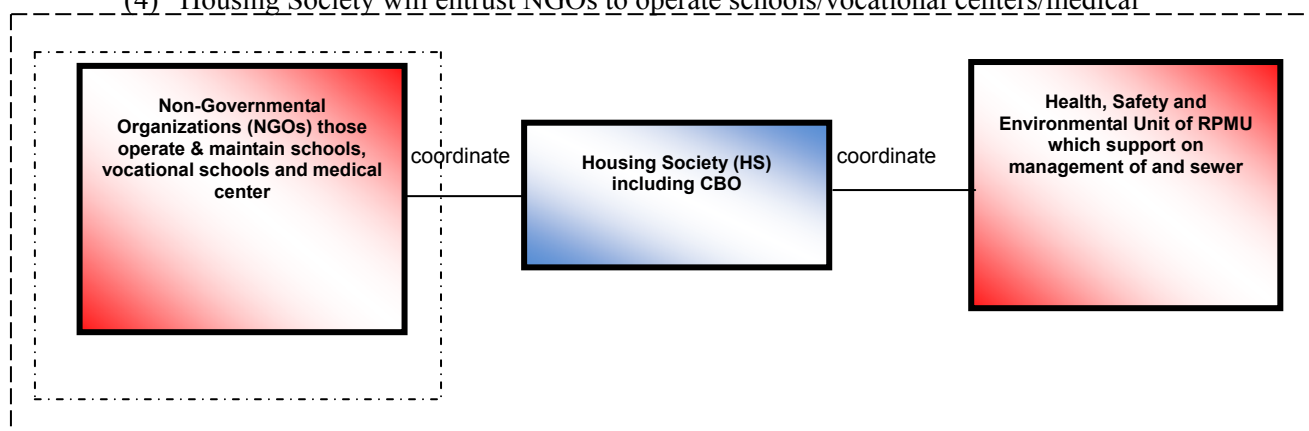 (4) Housing Society will entrust NGOs to operate schools/vocational centers/medical
Non-Governmental
Organizations (NGOs) those
operate & maintain schools,
vocational schools and medical
center
coordinate
Housing Society (HS)
including CBO
coordinate
Health, Safety and
Environmental Unit of RPMU
which support on
management of and sewer